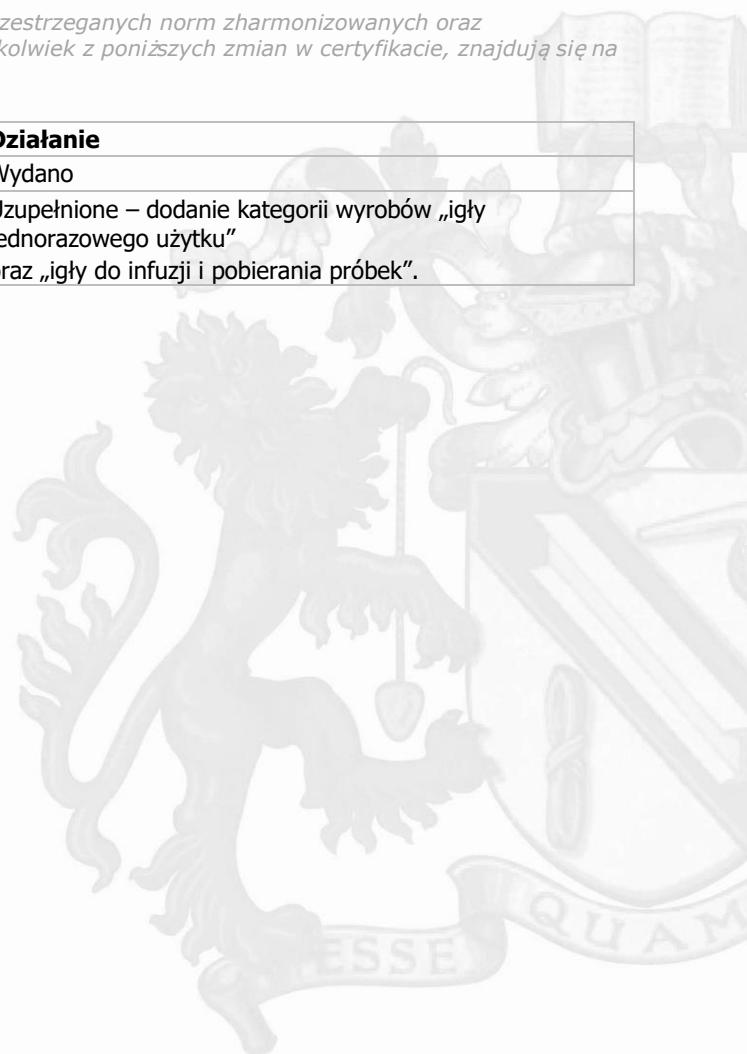 zestrzeganych norm zharmonizowanych oraz
kolwiek z poniższych zmian w certyfikacie, znajdują się na
Działanie
Wydano
Uzupełnione – dodanie kategorii wyrobów „igły
jednorazowego użytku”
oraz „igły do infuzji i pobierania próbek”.
ESSE
QUAM